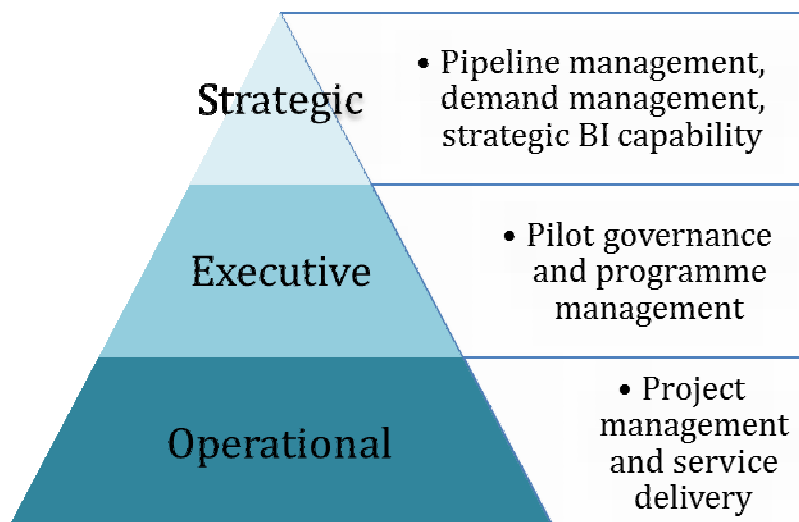 Strategic
• Pipeline management,
demand management,
strategic BI capability
Executive
• Pilot governance
and programme
management
Operational
• Project
management
and service
delivery